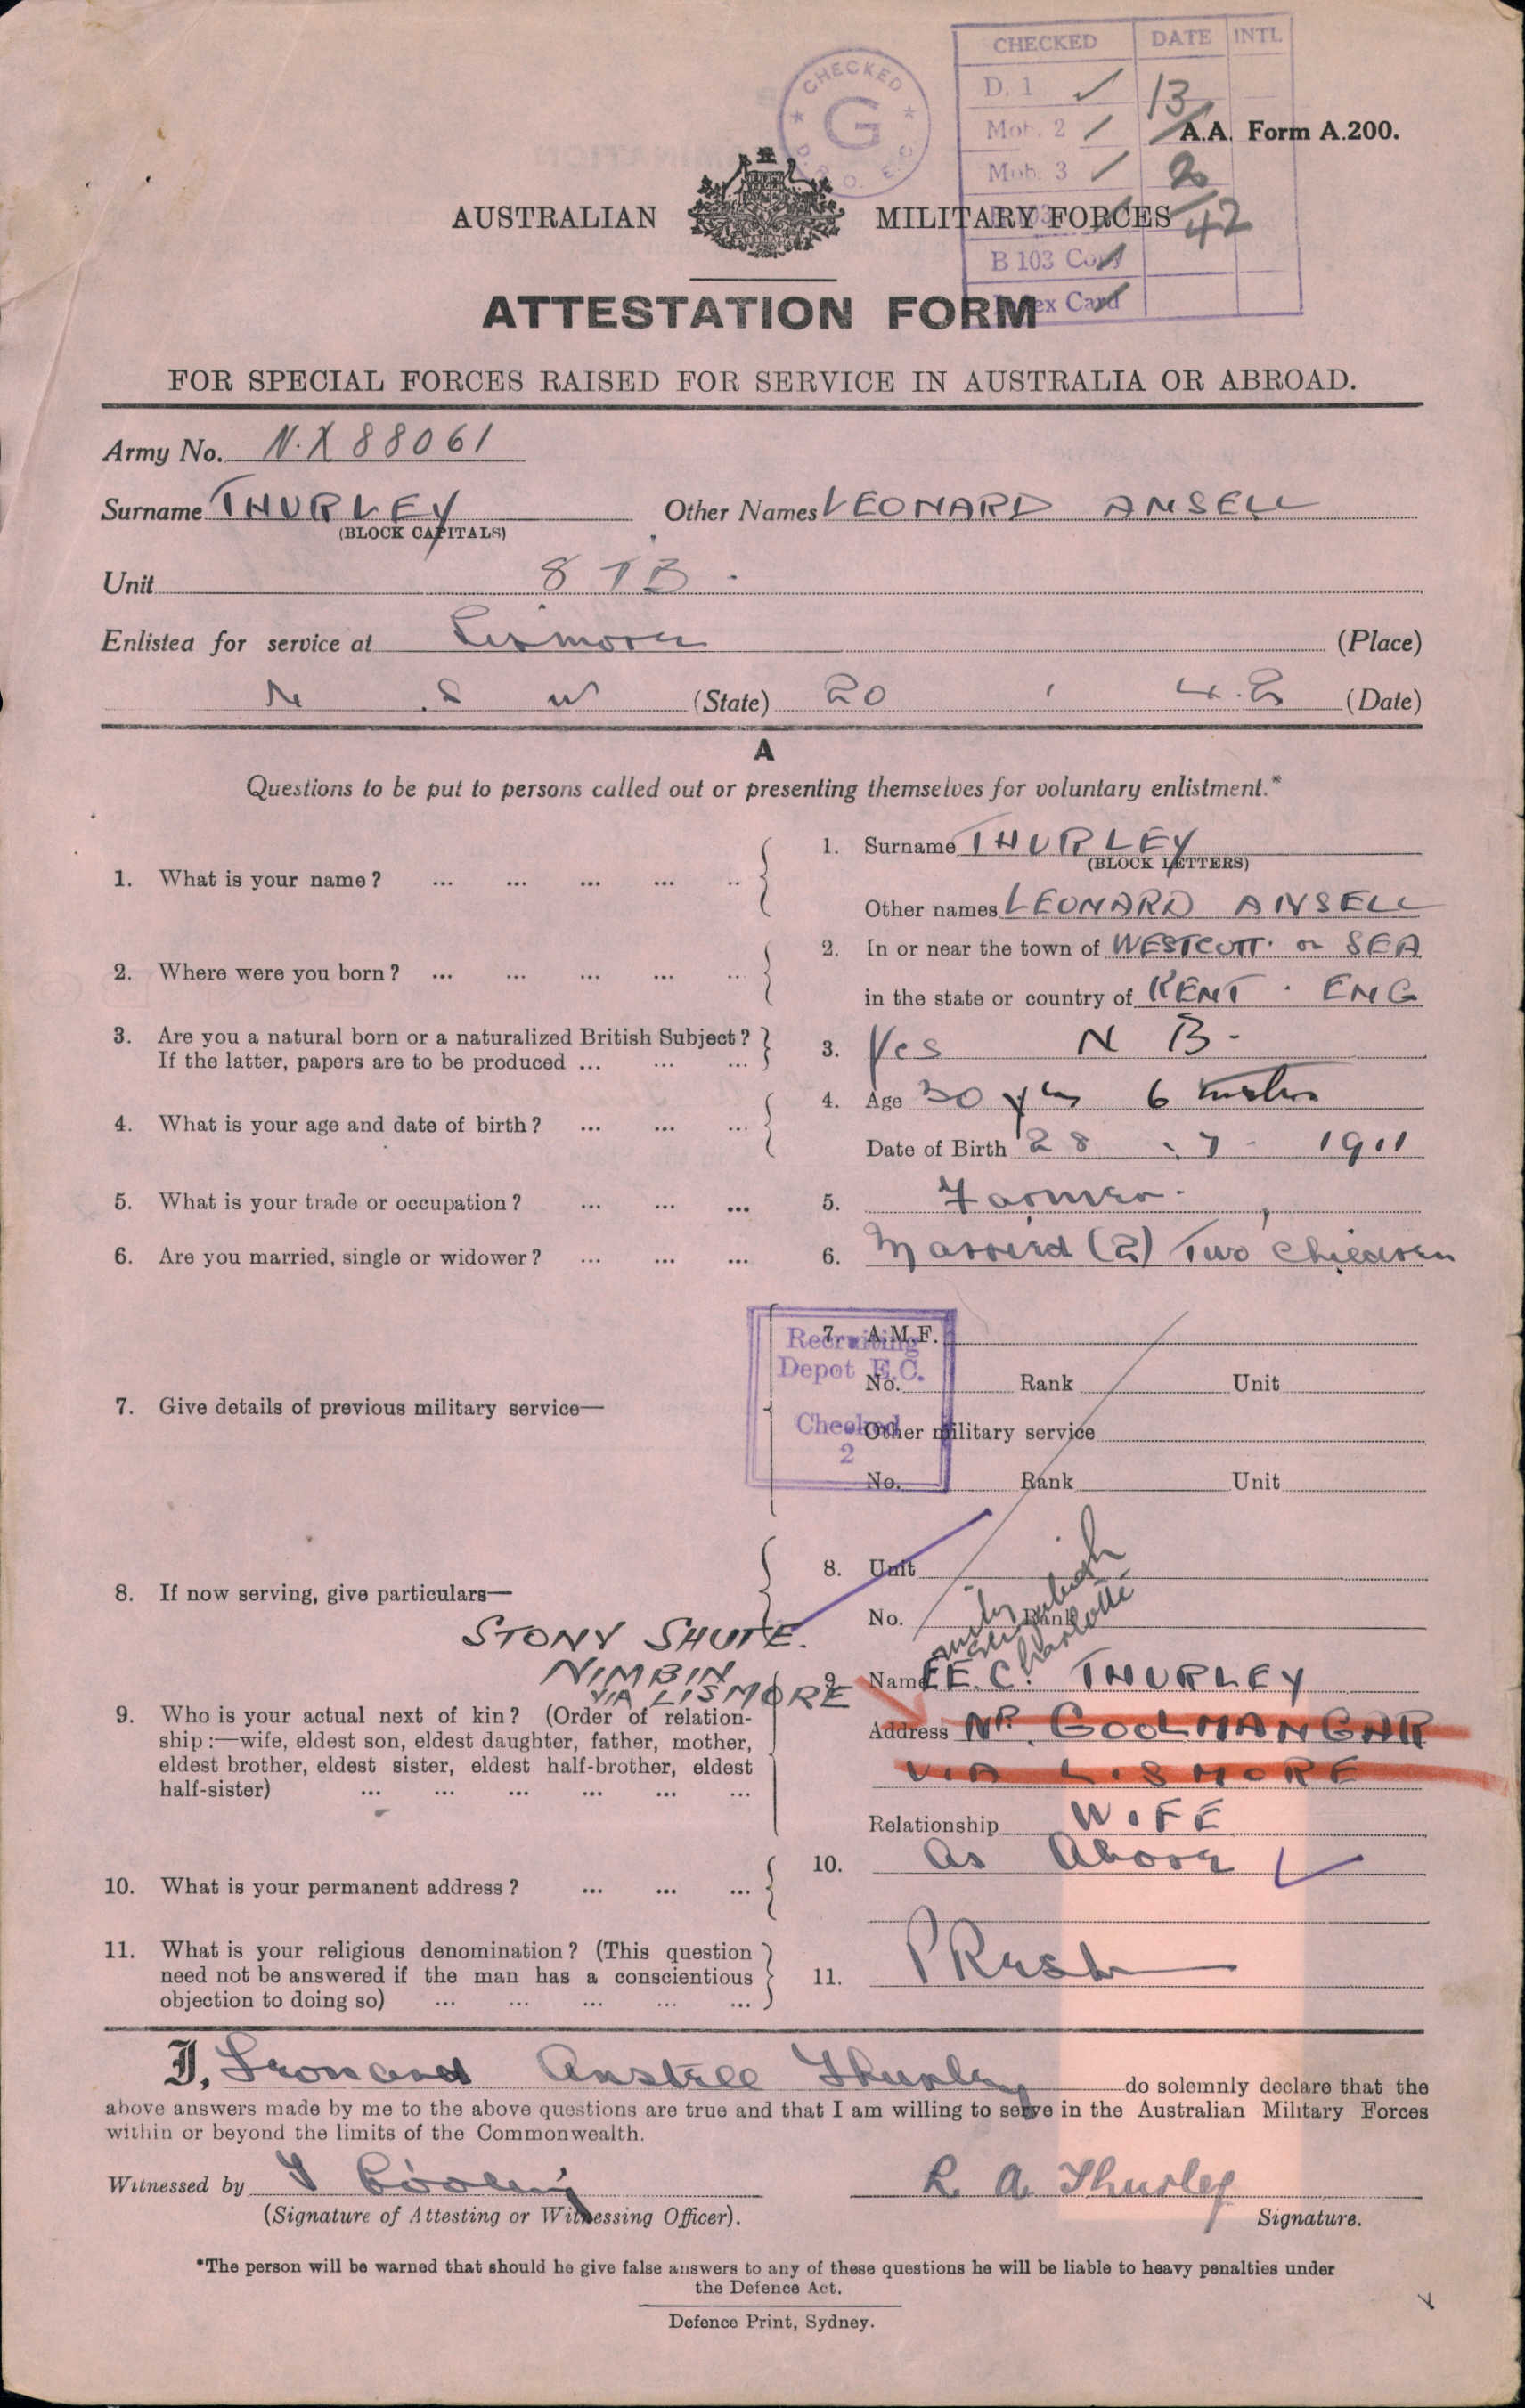 CHECKED DATE INTL
D. 1 ✓ 13
Mob. 2 ✓
Mob. 3 ✓ 2
42
B 103 Copy
Index Card
CHECKED
G
A.A. Form A.200.
AUSTRALIAN MILITARY FORCES
ATTESTATION FORM
FOR SPECIAL FORCES RAISED FOR SERVICE IN AUSTRALIA OR ABROAD.
Army No. N.X 88061
Surname THURLEY Other Names LEONARD ANSELL
(BLOCK CAPITALS)
Unit 8 T B.
Enlisted for service at Lismore (Place)
N S W (State) 20 . 4.2 (Date)
A
Questions to be put to persons called out or presenting themselves for voluntary enlistment.*
1. What is your name? ... ... ... ... ..
1. Surname THURLEY
(BLOCK LETTERS)
Other names LEONARD ANSELL
2. Where were you born? ... ... ... ... ..
2. In or near the town of WESTCOTT. on SEA
in the state or country of KENT . ENG
3. Are you a natural born or a naturalized British Subject?
If the latter, papers are to be produced ... ... ...
3. Yes N B-
4. What is your age and date of birth? ... ... ...
4. Age 30 yrs 6 mths
Date of Birth 28 . 7 - 1911
5. What is your trade or occupation? ... ... ...
5. Farmer.
6. Are you married, single or widower? ... ... ...
6. Married (2) Two Children
Recruiting
Depot E.C.
Checked
2
7. Give details of previous military service—
7. A.M.F.
No. Rank Unit
Other military service
No. Rank Unit
8. If now serving, give particulars—
8. Unit
No. Rank
STONY SHUTE.
NIMBIN
VIA LISMORE
Charlotte
9. Who is your actual next of kin? (Order of relation-
ship:—wife, eldest son, eldest daughter, father, mother,
eldest brother, eldest sister, eldest half-brother, eldest
half-sister) ... ... ... ... ... ...
9. Name E.C. THURLEY
Address NR. GOOLMANGAR
VIA LISMORE
Relationship WIFE
10. What is your permanent address? ... ... ...
10. As Above ✓
11. What is your religious denomination? (This question
need not be answered if the man has a conscientious
objection to doing so) ... ... ... ... ...
11. PResb
I, Leonard Anstell Thurley do solemnly declare that the
above answers made by me to the above questions are true and that I am willing to serve in the Australian Military Forces
within or beyond the limits of the Commonwealth.
Witnessed by L. A. Thurley
(Signature of Attesting or Witnessing Officer). Signature.
*The person will be warned that should he give false answers to any of these questions he will be liable to heavy penalties under
the Defence Act.
Defence Print, Sydney.